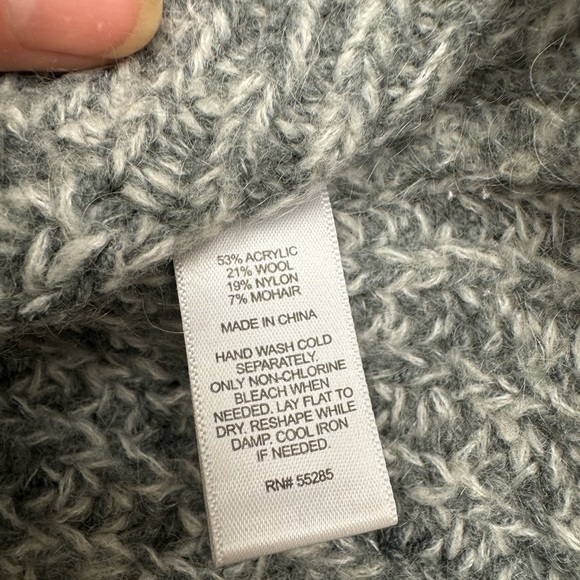 53% ACRYLIC
21% WOOL
19% NYLON
7% MOHAIR
MADE IN CHINA
HAND WASH COLD
SEPARATELY.
ONLY NON-CHLORINE
BLEACH WHEN
NEEDED. LAY FLAT TO
DRY. RESHAPE WHILE
DAMP. COOL IRON
IF NEEDED.
RN# 55285